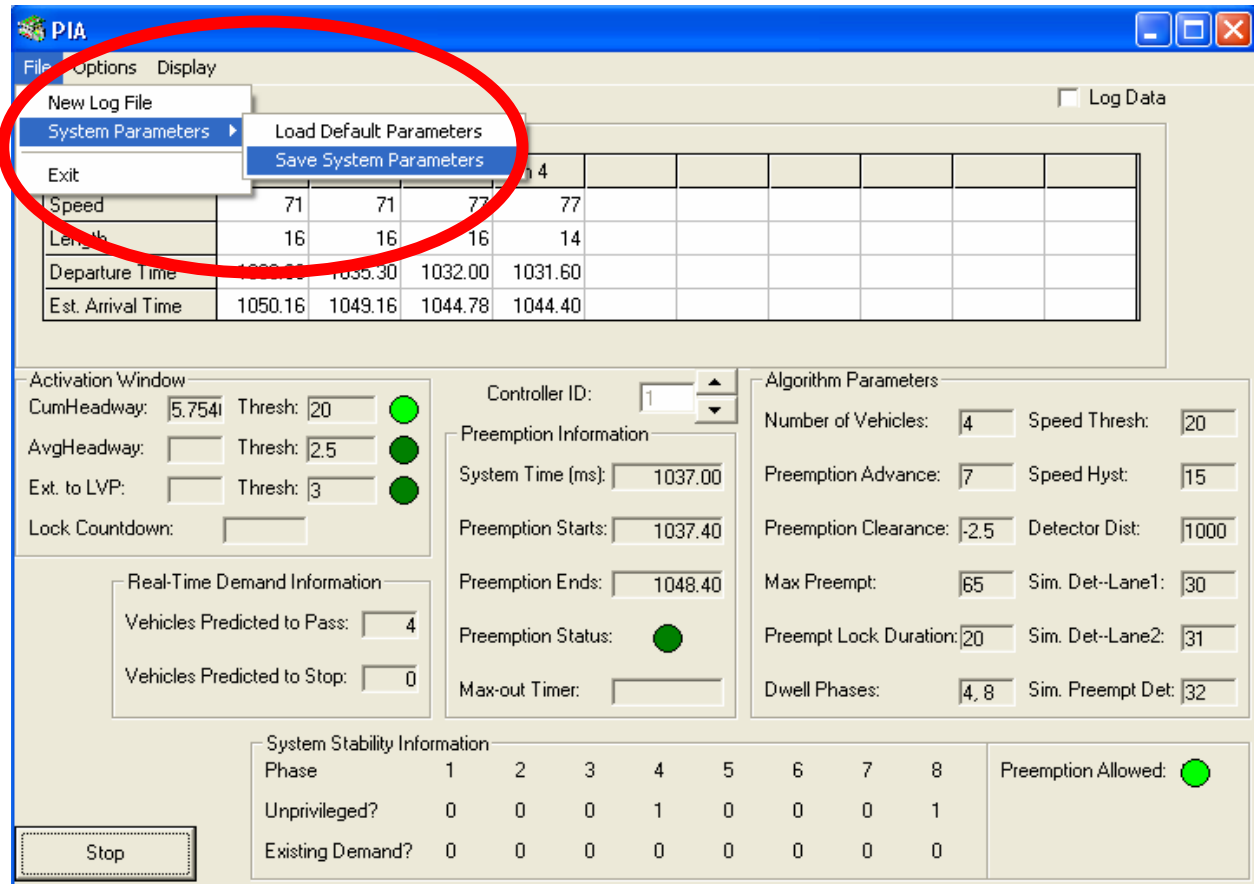 PIA
File Options Display
New Log File
Log Data
System Parameters
Load Default Parameters
Save System Parameters
Exit
4
Speed 71 71 77 77
Length 16 16 16 14
Departure Time 1035.30 1032.00 1031.60
Est. Arrival Time 1050.16 1049.16 1044.78 1044.40
Activation Window
CumHeadway: 5.754 Thresh: 20
AvgHeadway: Thresh: 2.5
Ext. to LVP: Thresh: 3
Lock Countdown:
Real-Time Demand Information
Vehicles Predicted to Pass: 4
Vehicles Predicted to Stop: 0
Controller ID: 1
Preemption Information
System Time (ms): 1037.00
Preemption Starts: 1037.40
Preemption Ends: 1048.40
Preemption Status:
Max-out Timer:
Algorithm Parameters
Number of Vehicles: 4 Speed Thresh: 20
Preemption Advance: 7 Speed Hyst: 15
Preemption Clearance: -2.5 Detector Dist: 1000
Max Preempt: 65 Sim. Det--Lane1: 30
Preempt Lock Duration: 20 Sim. Det--Lane2: 31
Dwell Phases: 4, 8 Sim. Preempt Det: 32
System Stability Information
Phase 1 2 3 4 5 6 7 8
Unprivileged? 0 0 0 1 0 0 0 1
Existing Demand? 0 0 0 0 0 0 0 0
Preemption Allowed:
Stop